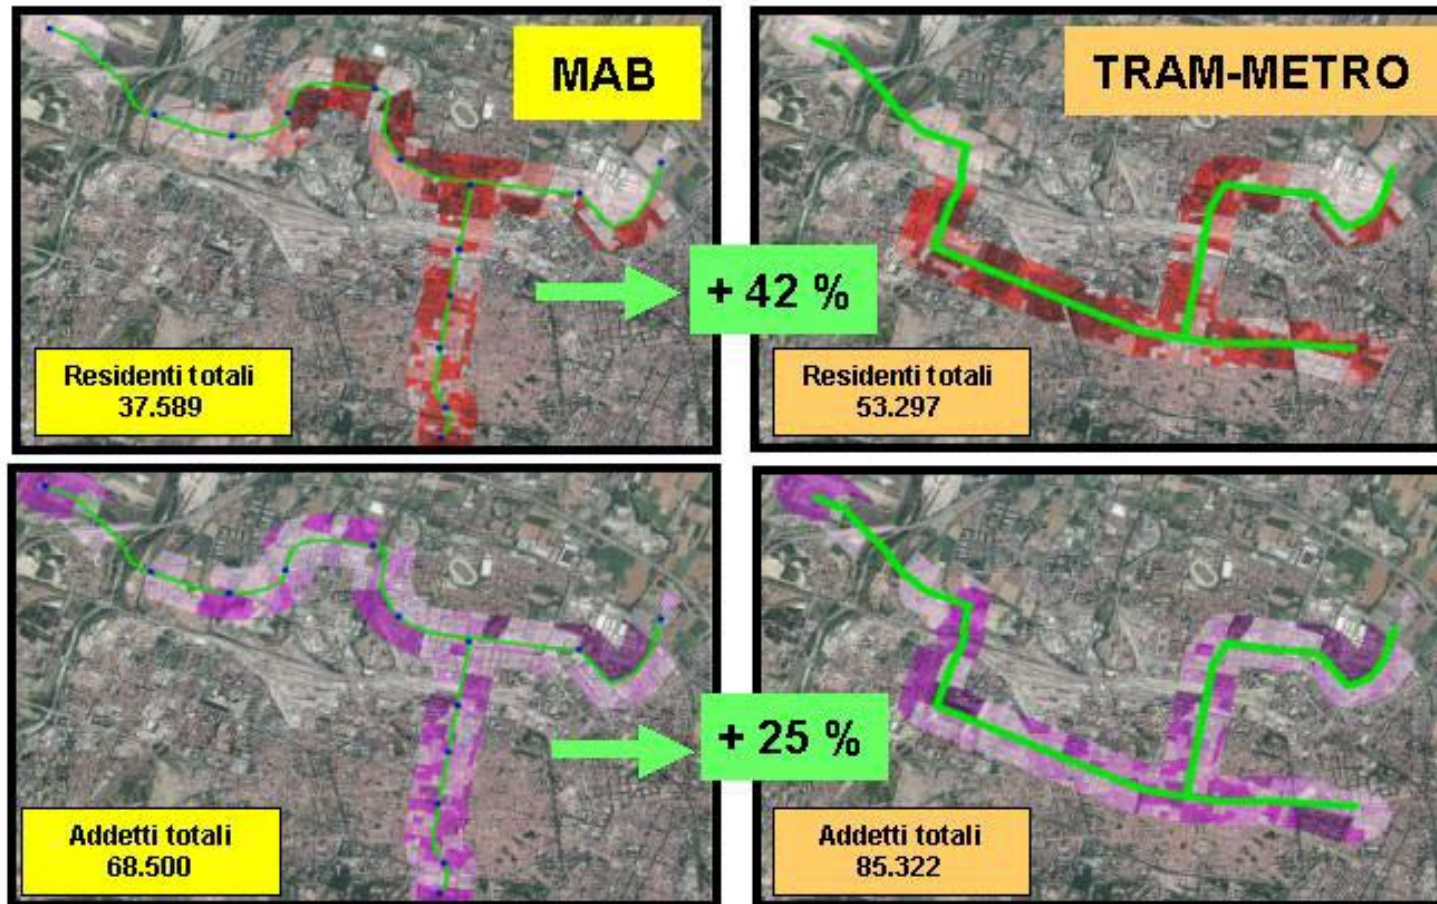 MAB
TRAM-METRO
+ 42 %
Residenti totali
37.589
Residenti totali
53.297
+ 25 %
Addetti totali
68.500
Addetti totali
85.322